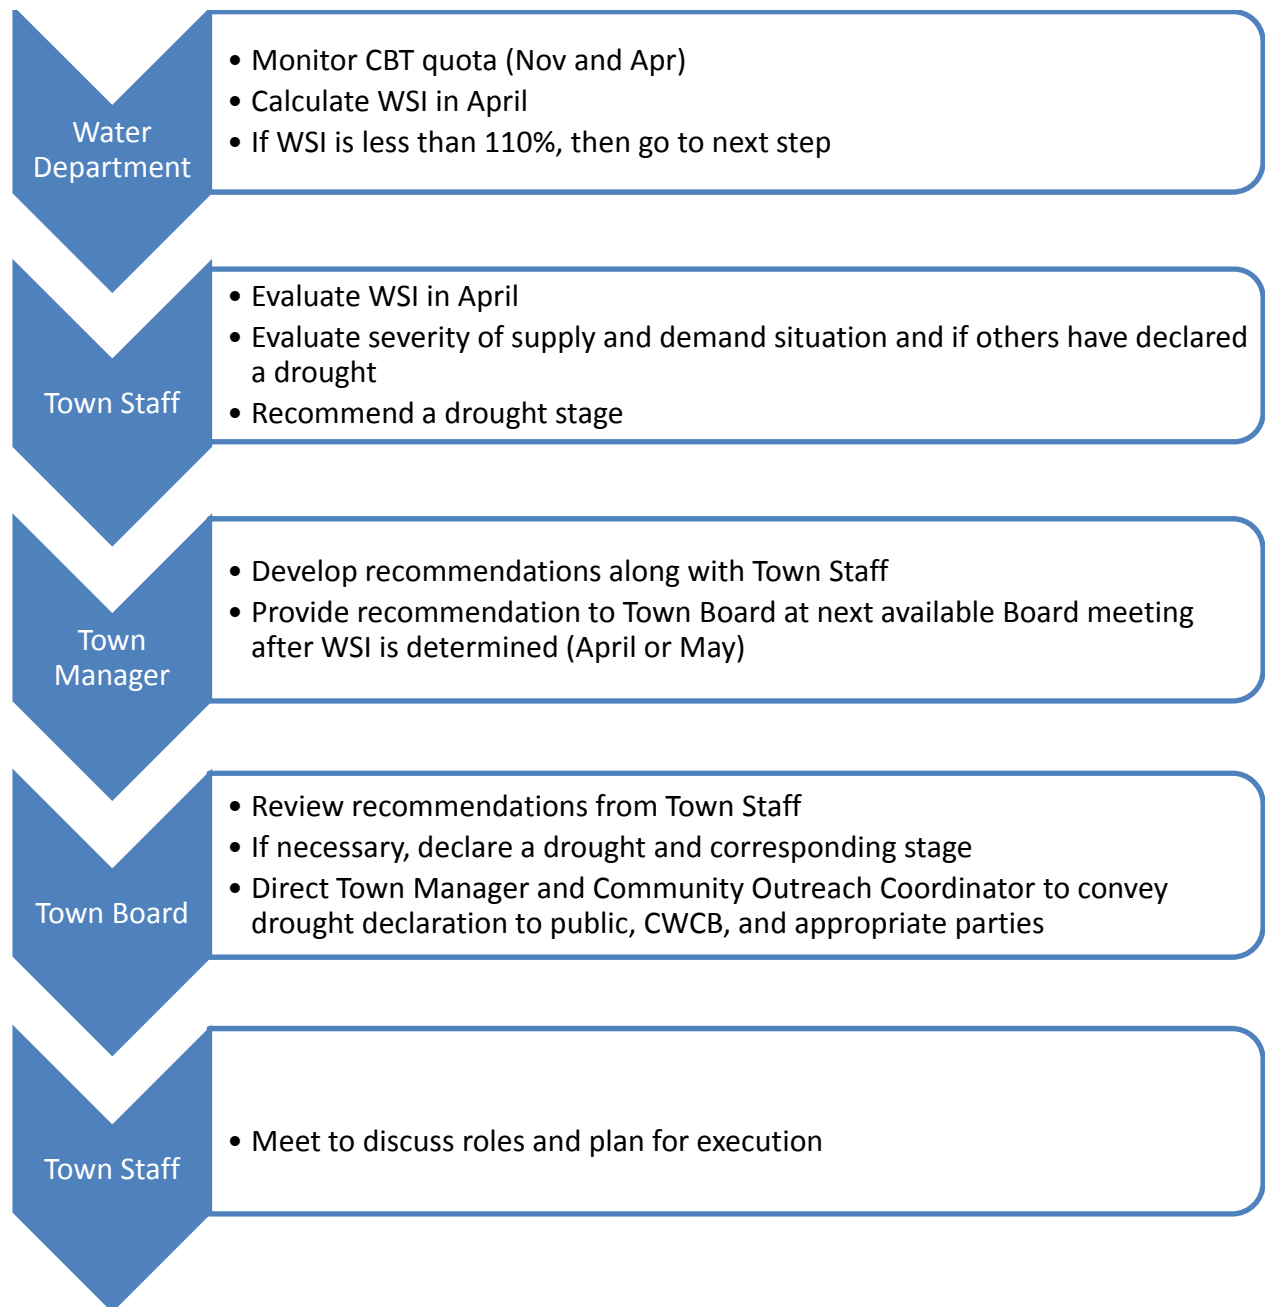 Water
Department
• Monitor CBT quota (Nov and Apr)
• Calculate WSI in April
• If WSI is less than 110%, then go to next step
Town Staff
• Evaluate WSI in April
• Evaluate severity of supply and demand situation and if others have declared
a drought
• Recommend a drought stage
Town
Manager
• Develop recommendations along with Town Staff
• Provide recommendation to Town Board at next available Board meeting
after WSI is determined (April or May)
Town Board
• Review recommendations from Town Staff
• If necessary, declare a drought and corresponding stage
• Direct Town Manager and Community Outreach Coordinator to convey
drought declaration to public, CWCB, and appropriate parties
Town Staff
• Meet to discuss roles and plan for execution